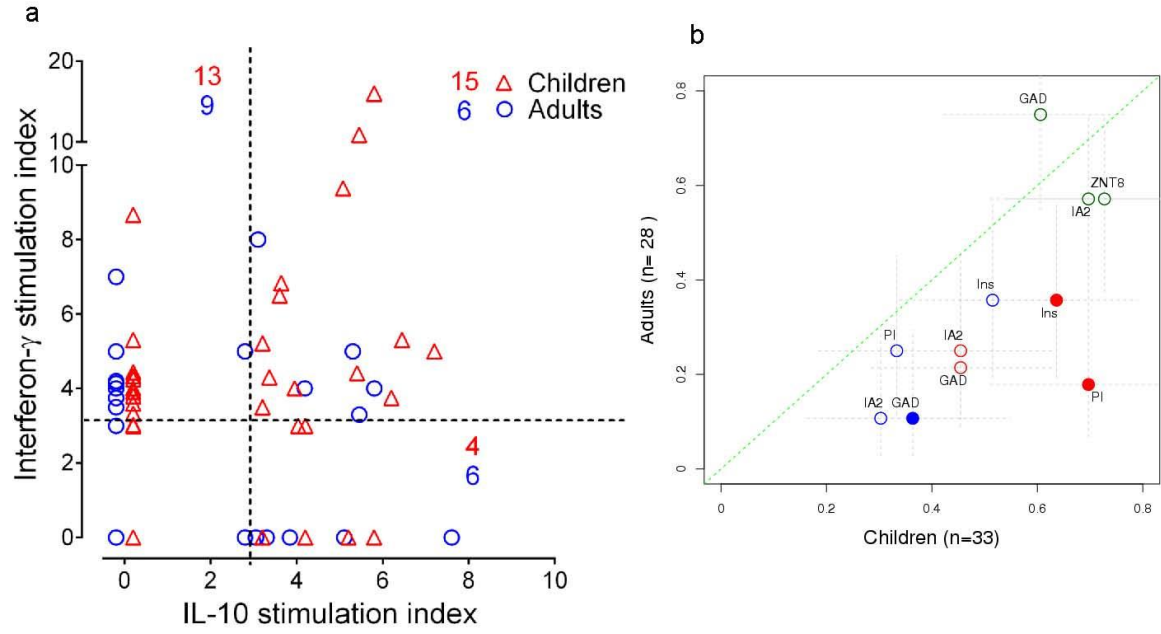 a
20
10
10
8
6
4
2
0
Interferon-γ stimulation index
13
9
15 Children
6 Adults
4
6
0 2 4 6 8 10
IL-10 stimulation index
b
0.8
0.6
0.4
0.2
0
Adults (n= 28)
GAD
ZNT8
IA2
Ins
Ins
PI
IA2
GAD
PI
IA2
GAD
0 0.2 0.4 0.6 0.8
Children (n=33)